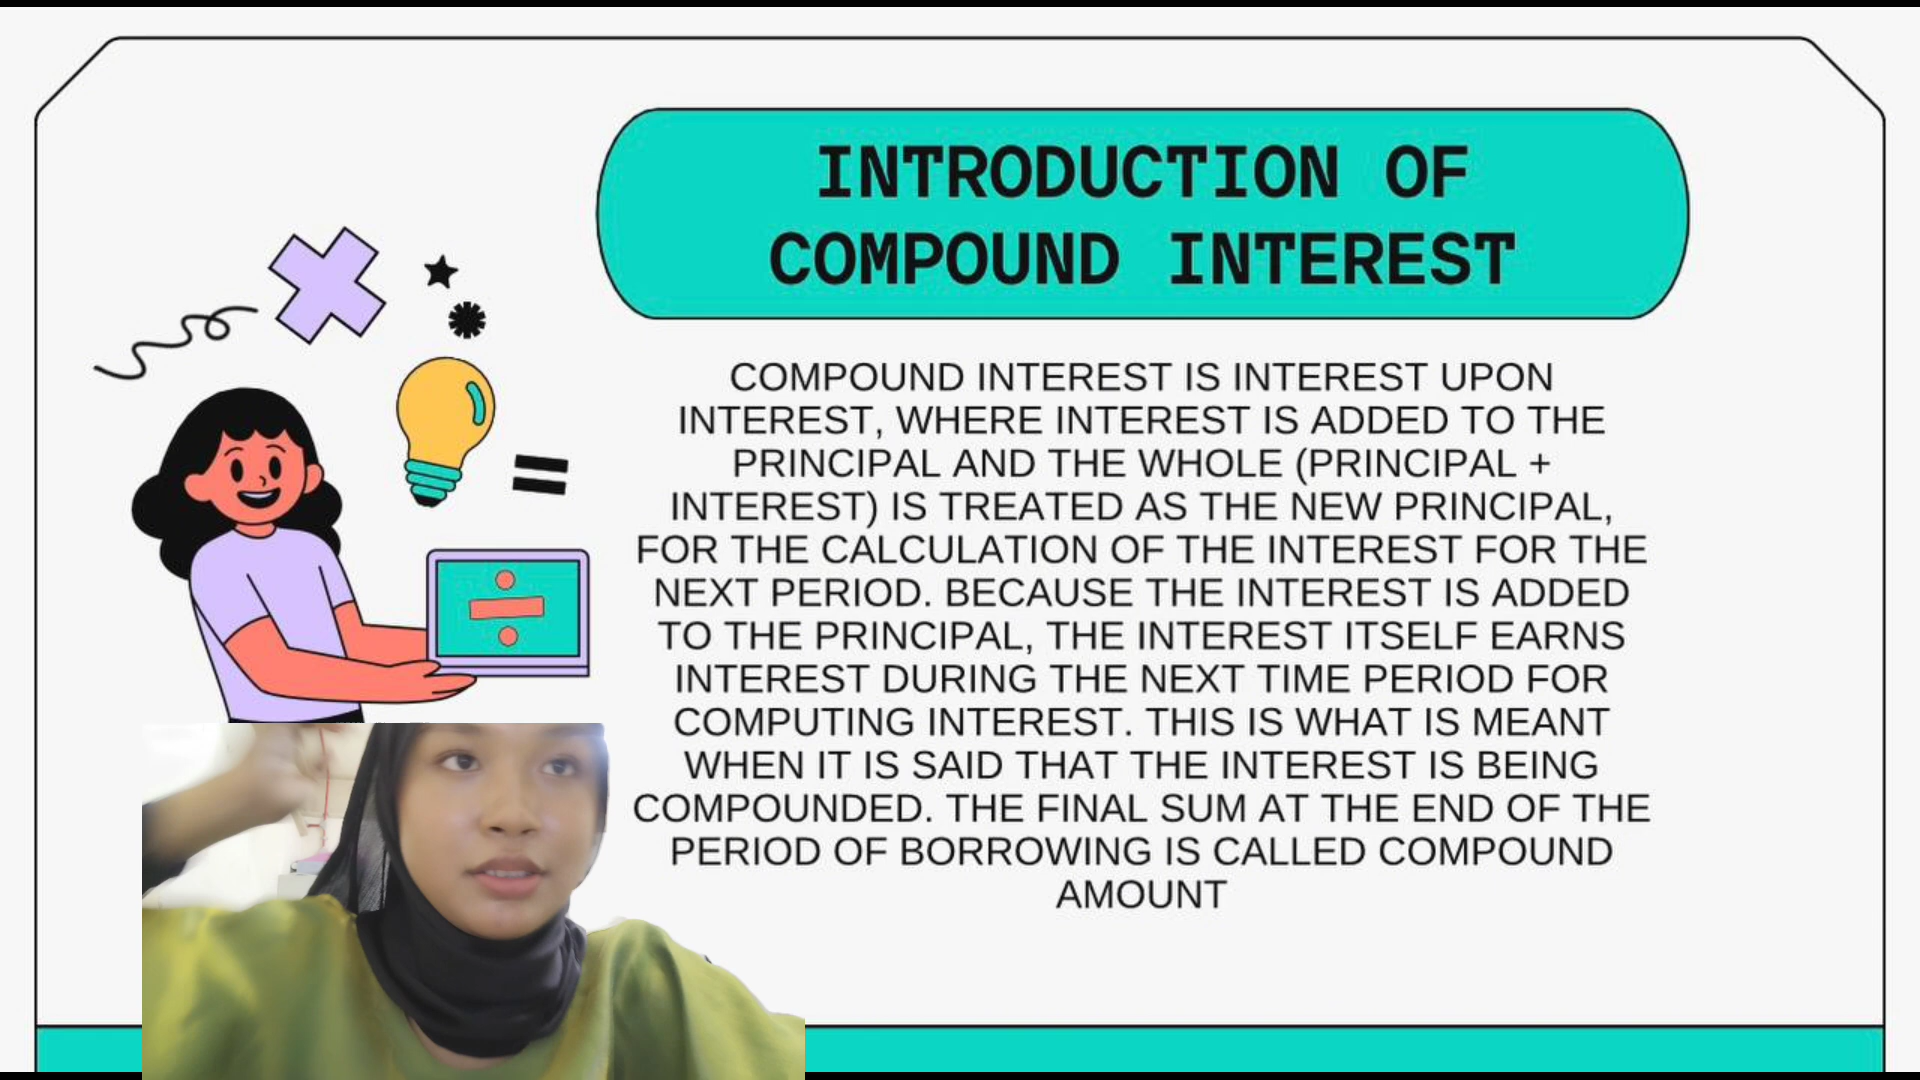 INTRODUCTION OF
COMPOUND INTEREST
COMPOUND INTEREST IS INTEREST UPON
INTEREST, WHERE INTEREST IS ADDED TO THE
PRINCIPAL AND THE WHOLE (PRINCIPAL +
INTEREST) IS TREATED AS THE NEW PRINCIPAL,
FOR THE CALCULATION OF THE INTEREST FOR THE
NEXT PERIOD. BECAUSE THE INTEREST IS ADDED
TO THE PRINCIPAL, THE INTEREST ITSELF EARNS
INTEREST DURING THE NEXT TIME PERIOD FOR
COMPUTING INTEREST. THIS IS WHAT IS MEANT
WHEN IT IS SAID THAT THE INTEREST IS BEING
COMPOUNDED. THE FINAL SUM AT THE END OF THE
PERIOD OF BORROWING IS CALLED COMPOUND
AMOUNT